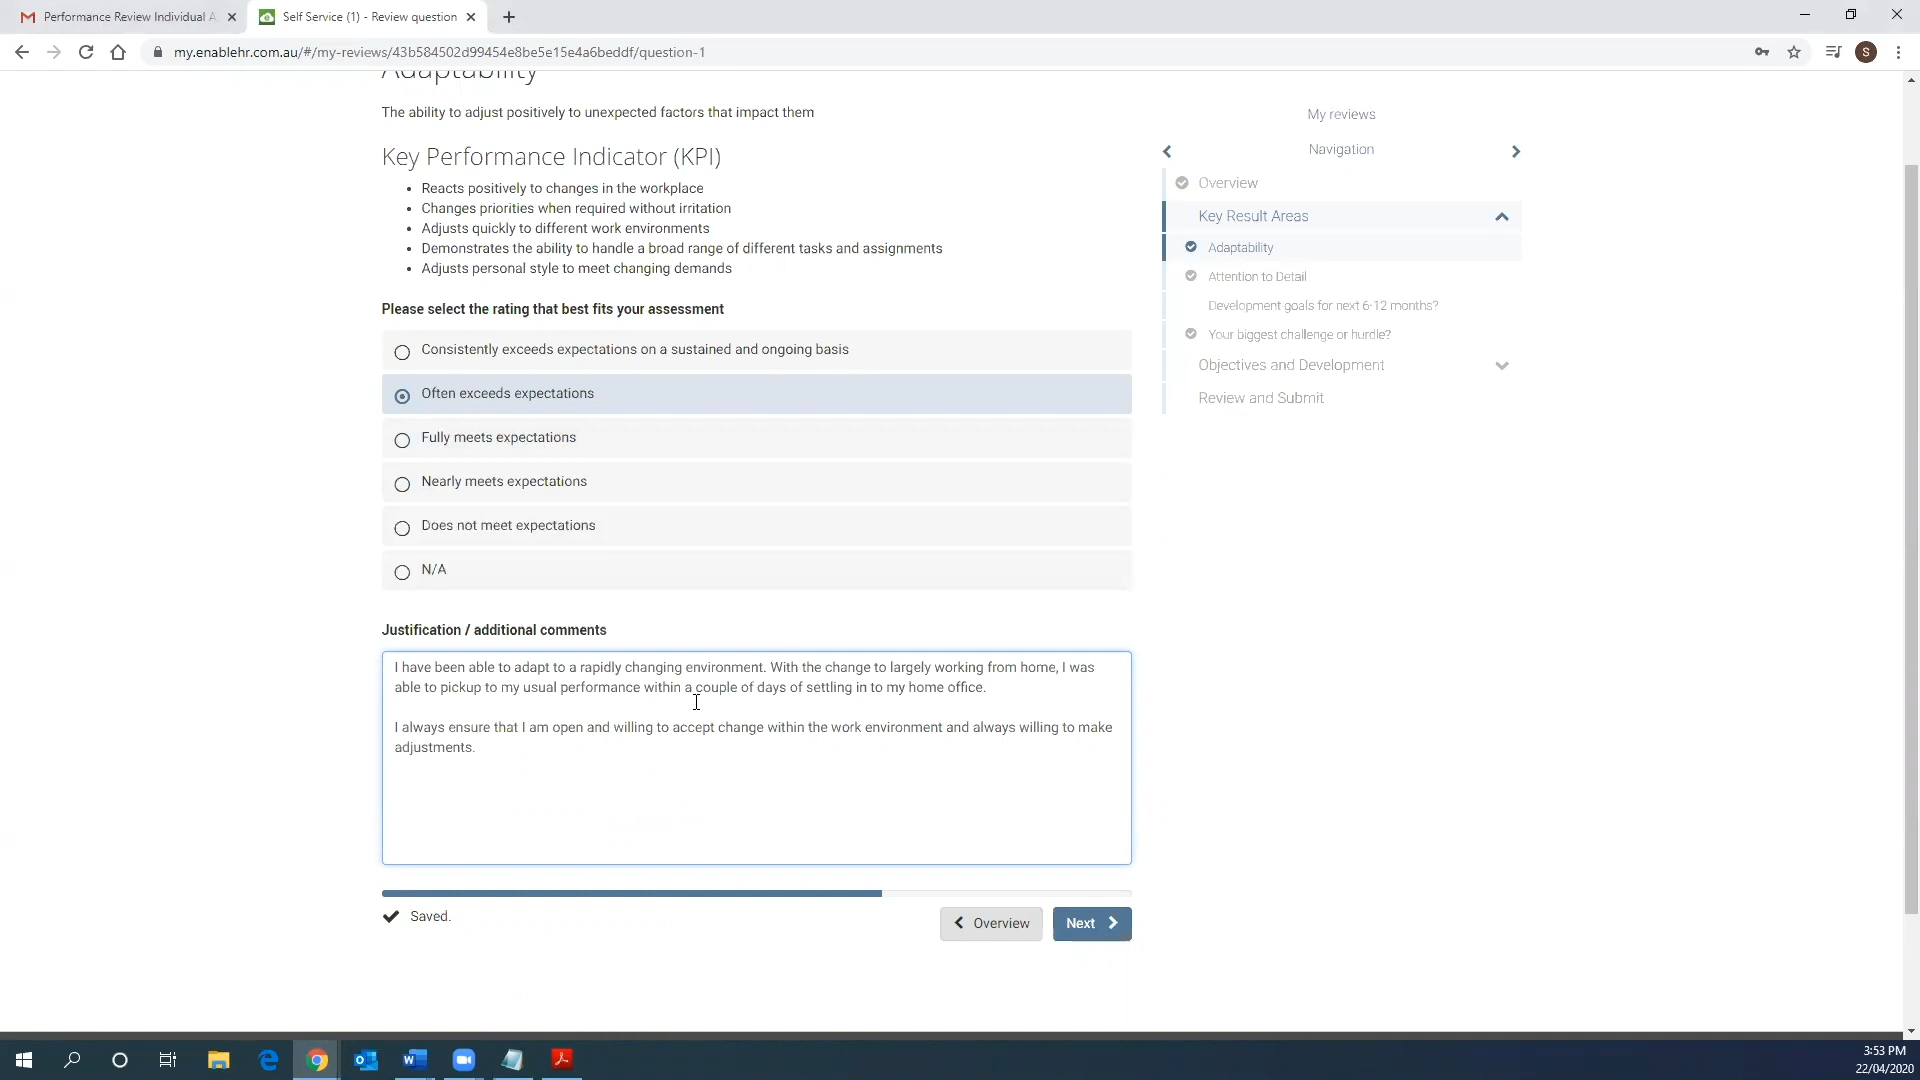 Performance Review Individual A
Self Service (1) - Review question
my.enablehr.com.au/#/my-reviews/43b584502d99454e8be5e15e4a6beddf/question-1
S
Adaptability
The ability to adjust positively to unexpected factors that impact them
Key Performance Indicator (KPI)
• Reacts positively to changes in the workplace
• Changes priorities when required without irritation
• Adjusts quickly to different work environments
• Demonstrates the ability to handle a broad range of different tasks and assignments
• Adjusts personal style to meet changing demands
Please select the rating that best fits your assessment
Consistently exceeds expectations on a sustained and ongoing basis
Often exceeds expectations
Fully meets expectations
Nearly meets expectations
Does not meet expectations
N/A
Justification / additional comments
I have been able to adapt to a rapidly changing environment. With the change to largely working from home, I was
able to pickup to my usual performance within a couple of days of settling in to my home office.
I always ensure that I am open and willing to accept change within the work environment and always willing to make
adjustments.
Saved.
Overview
Next
My reviews
Navigation
Overview
Key Result Areas
Adaptability
Attention to Detail
Development goals for next 6-12 months?
Your biggest challenge or hurdle?
Objectives and Development
Review and Submit
3:53 PM
22/04/2020